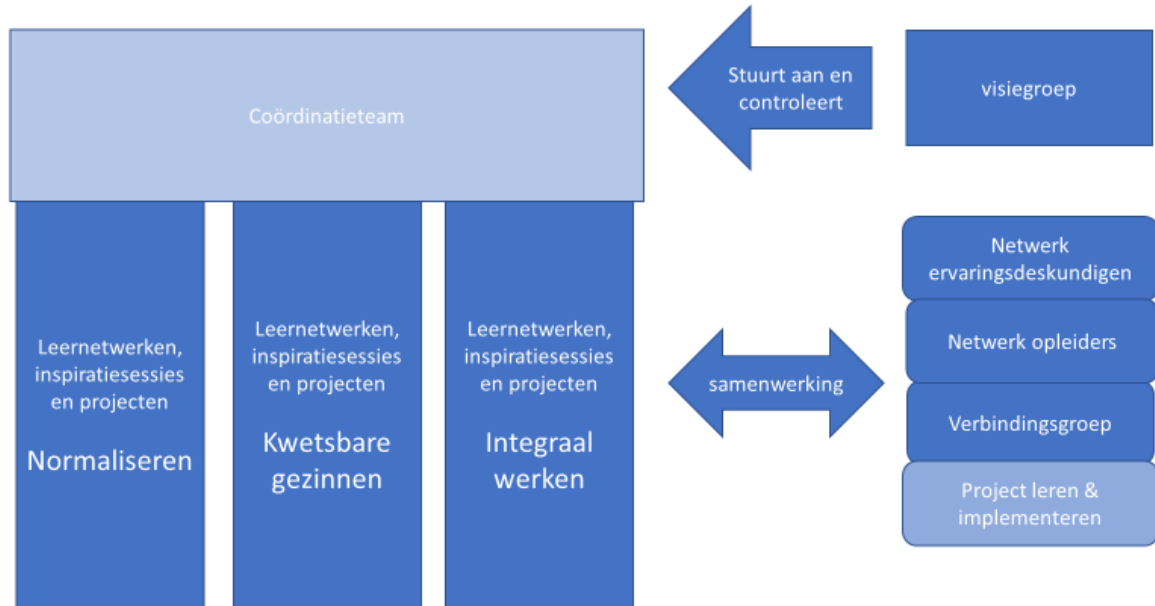 Coördinatieteam
Stuurt aan en
controleert
visiegroep
Leernetwerken,
inspiratiesessies
en projecten
Normaliseren
Leernetwerken,
inspiratiesessies
en projecten
Kwetsbare
gezinnen
Leernetwerken,
inspiratiesessies
en projecten
Integraal
werken
samenwerking
Netwerk
ervaringsdeskundigen
Netwerk opleiders
Verbindingsgroep
Project leren &
implementeren